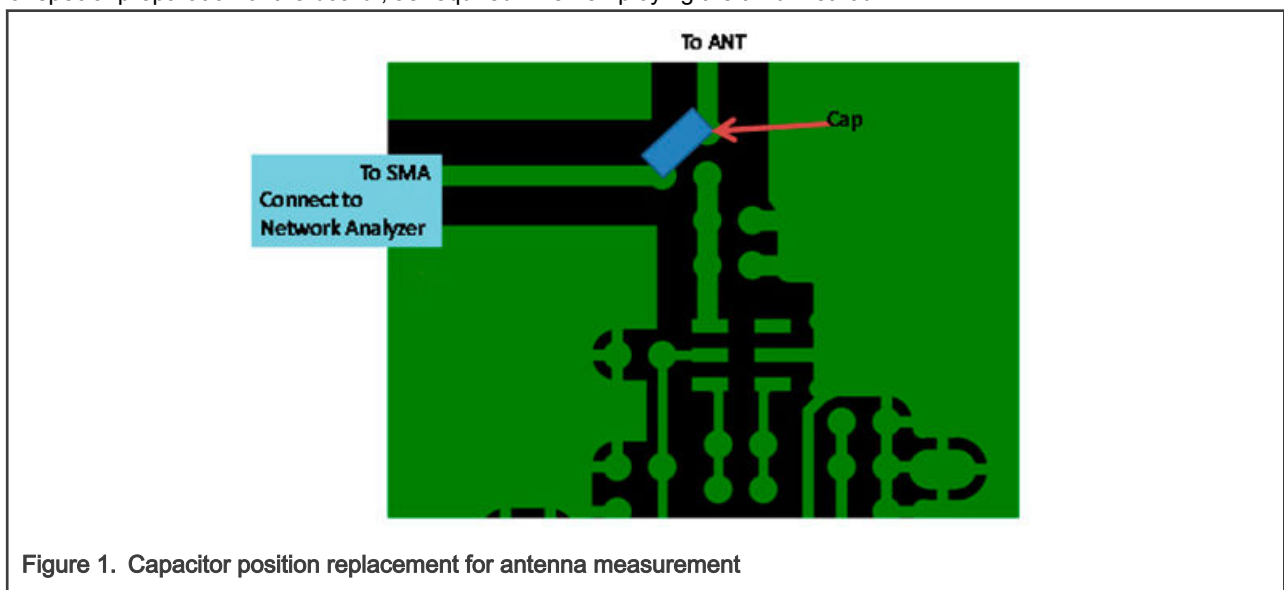 To ANT
Cap
To SMA
Connect to
Network Analyzer
Figure 1. Capacitor position replacement for antenna measurement